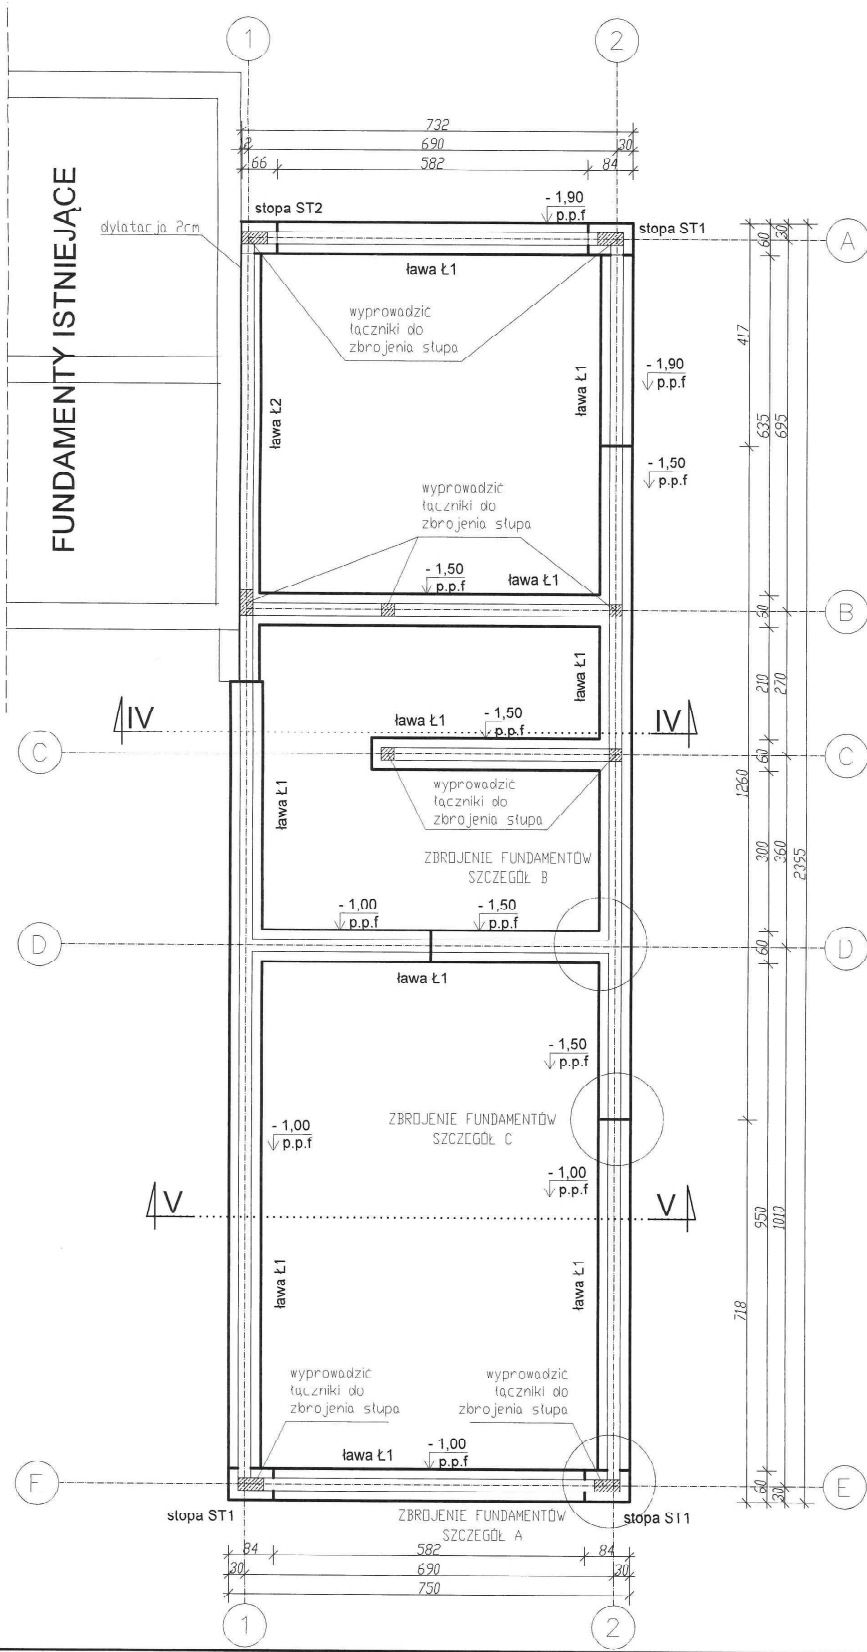 1
2
732
12
690
30
66
582
84
FUNDAMENTY ISTNIEJĄCE
dylatacja 2cm
stopa ST2
- 1,90
p.p.f
stopa ST1
A
ława Ł1
wyprowadzić
łączniki do
zbrojenia słupa
ława Ł2
ława Ł1
- 1,90
p.p.f
- 1,50
p.p.f
60
30
417
635
695
wyprowadzić
łączniki do
zbrojenia słupa
- 1,50
p.p.f
ława Ł1
60
B
ława Ł1
210
270
IV
ława Ł1
- 1,50
p.p.f
IV
C
60
C
ława Ł1
wyprowadzić
łączniki do
zbrojenia słupa
1260
300
360
2395
ZBROJENIE FUNDAMENTÓW
SZCZEGÓŁ B
- 1,00
p.p.f
- 1,50
p.p.f
D
60
D
ława Ł1
- 1,50
p.p.f
ZBROJENIE FUNDAMENTÓW
SZCZEGÓŁ C
- 1,00
p.p.f
- 1,00
p.p.f
V
V
950
1010
ława Ł1
ława Ł1
718
wyprowadzić
łączniki do
zbrojenia słupa
wyprowadzić
łączniki do
zbrojenia słupa
ława Ł1
- 1,00
p.p.f
F
60
30
E
stopa ST1
ZBROJENIE FUNDAMENTÓW
SZCZEGÓŁ A
stopa ST1
84
582
84
30
690
30
750
1
2